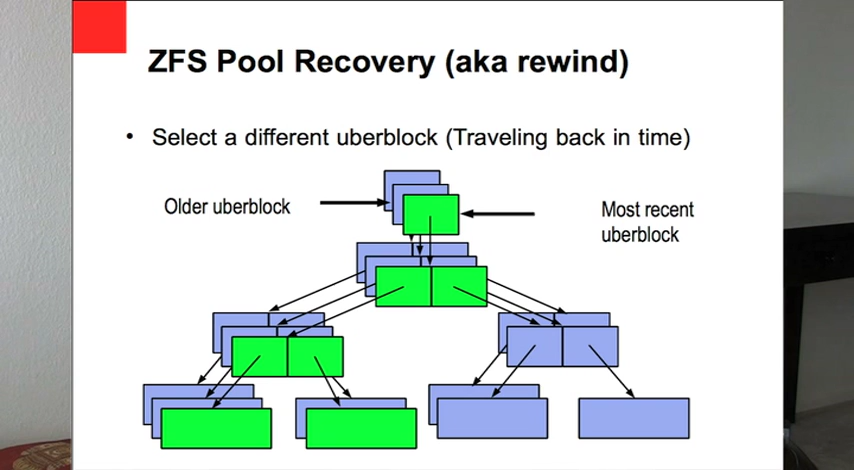 ZFS Pool Recovery (aka rewind)
• Select a different uberblock (Traveling back in time)
Older uberblock
Most recent
uberblock